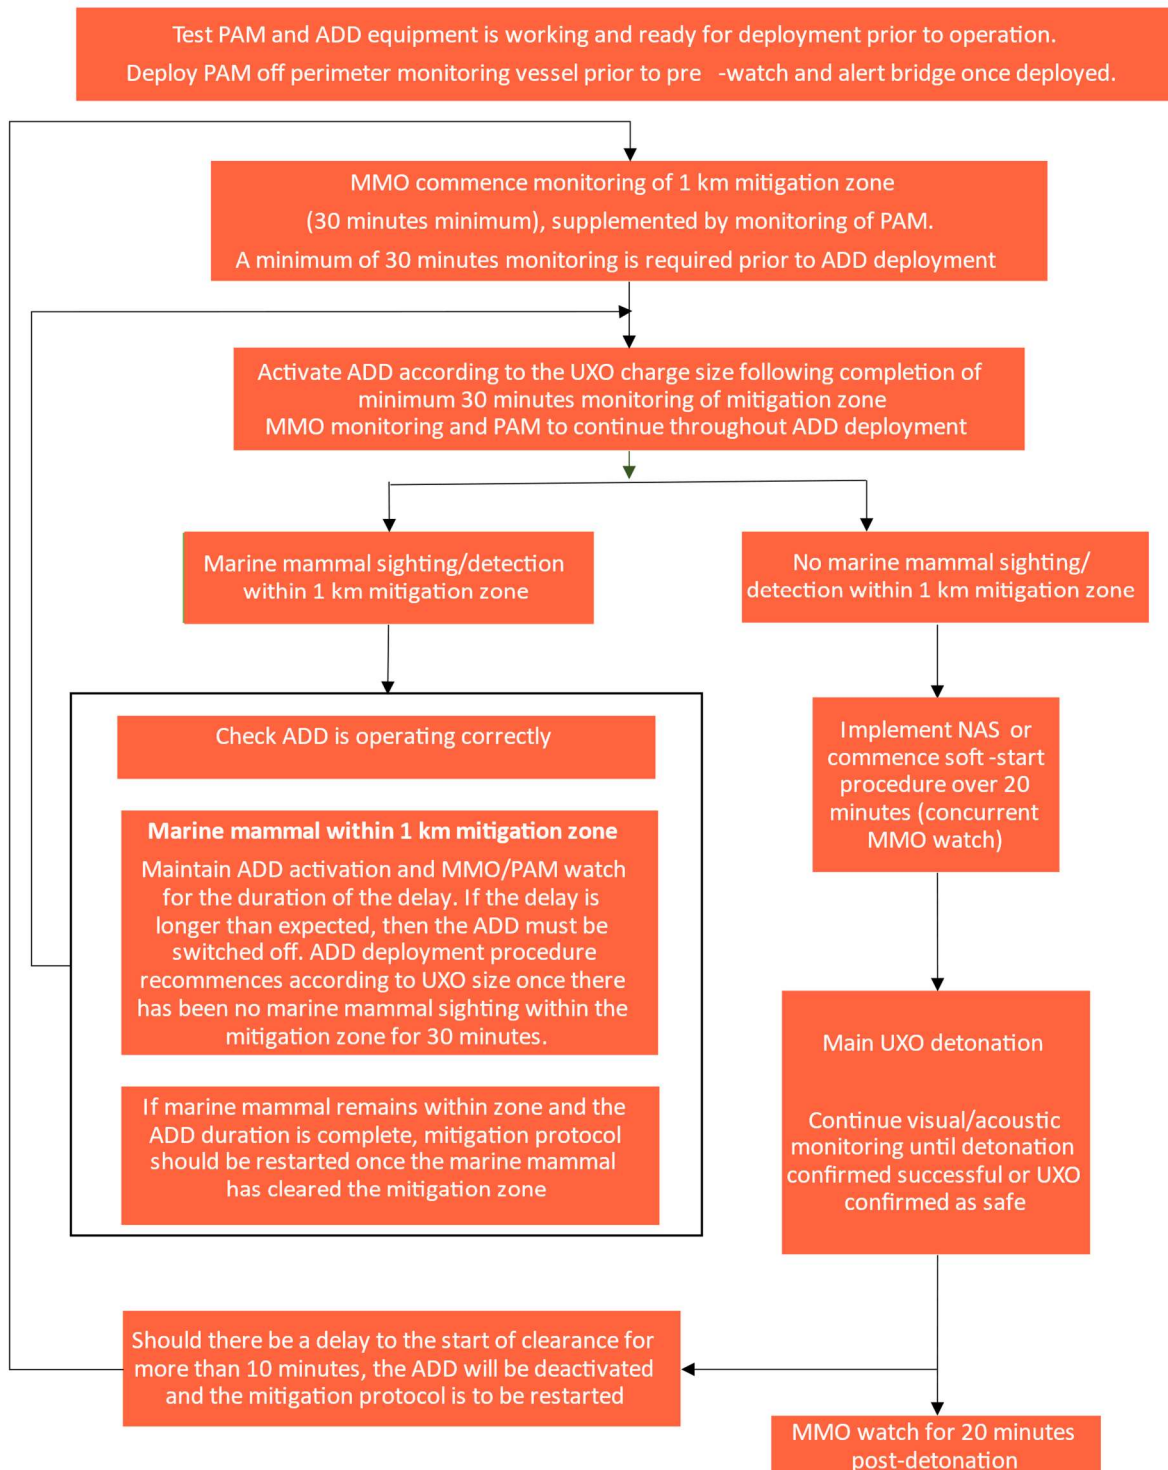 Test PAM and ADD equipment is working and ready for deployment prior to operation.
Deploy PAM off perimeter monitoring vessel prior to pre -watch and alert bridge once deployed.
MMO commence monitoring of 1 km mitigation zone
(30 minutes minimum), supplemented by monitoring of PAM.
A minimum of 30 minutes monitoring is required prior to ADD deployment
Activate ADD according to the UXO charge size following completion of
minimum 30 minutes monitoring of mitigation zone
MMO monitoring and PAM to continue throughout ADD deployment
Marine mammal sighting/detection
within 1 km mitigation zone
No marine mammal sighting/
detection within 1 km mitigation zone
Check ADD is operating correctly
Marine mammal within 1 km mitigation zone
Maintain ADD activation and MMO/PAM watch
for the duration of the delay. If the delay is
longer than expected, then the ADD must be
switched off. ADD deployment procedure
recommences according to UXO size once there
has been no marine mammal sighting within the
mitigation zone for 30 minutes.
If marine mammal remains within zone and the
ADD duration is complete, mitigation protocol
should be restarted once the marine mammal
has cleared the mitigation zone
Implement NAS or
commence soft -start
procedure over 20
minutes (concurrent
MMO watch)
Main UXO detonation
Continue visual/acoustic
monitoring until detonation
confirmed successful or UXO
confirmed as safe
Should there be a delay to the start of clearance for
more than 10 minutes, the ADD will be deactivated
and the mitigation protocol is to be restarted
MMO watch for 20 minutes
post-detonation